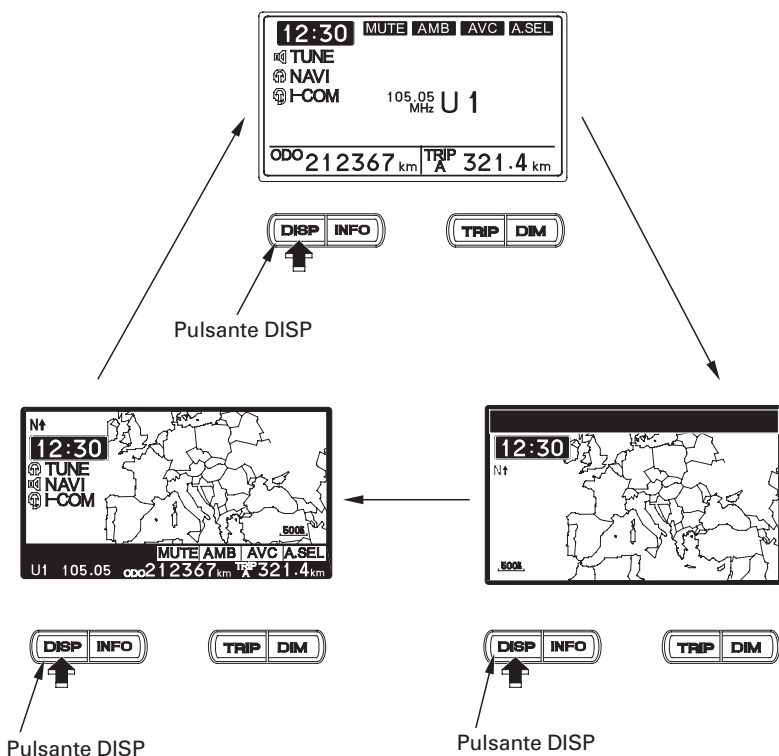 12:30 MUTE AMB AVC A.SEL
TUNE
NAVI
I-COM
105.05 MHz U 1
ODO 212367 km TRIP A 321.4 km
DISP INFO TRIP DIM
Pulsante DISP
N
12:30
TUNE
NAVI
I-COM
MUTE AMB AVC A.SEL
U1 105.05 ODO 212367 km TRIP A 321.4 km
DISP INFO TRIP DIM
Pulsante DISP
12:30
N
DISP INFO TRIP DIM
Pulsante DISP